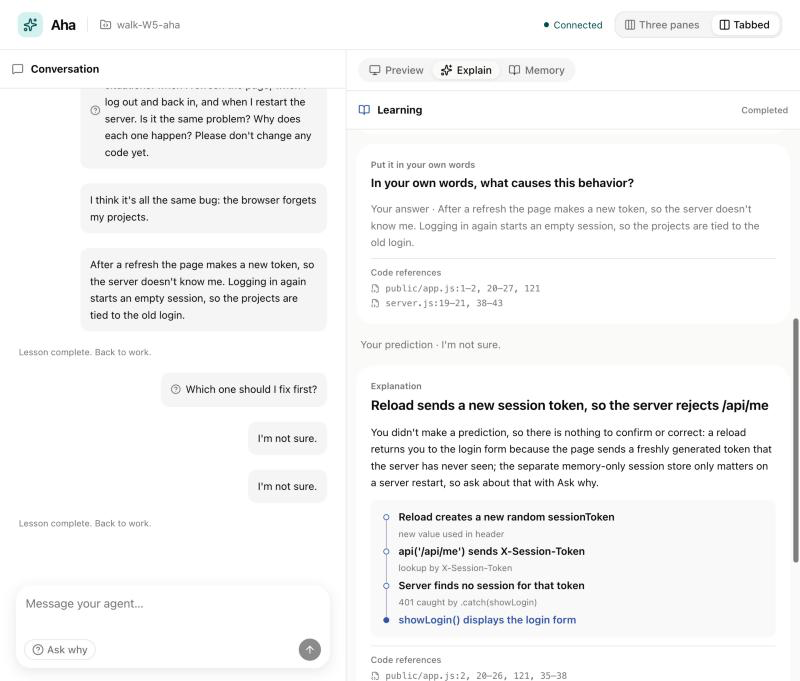 Aha
walk-W5-aha
Connected
Three panes
Tabbed
Conversation
Preview
Explain
Memory
log out and back in, and when I restart the
server. Is it the same problem? Why does
each one happen? Please don't change any
code yet.
I think it's all the same bug: the browser forgets
my projects.
After a refresh the page makes a new token, so
the server doesn't know me. Logging in again
starts an empty session, so the projects are
tied to the old login.
Lesson complete. Back to work.
Which one should I fix first?
I'm not sure.
I'm not sure.
Lesson complete. Back to work.
Message your agent...
Ask why
Learning
Completed
Put it in your own words
In your own words, what causes this behavior?
Your answer · After a refresh the page makes a new token, so the server doesn't
know me. Logging in again starts an empty session, so the projects are tied to the
old login.
Code references
public/app.js:1–2, 20–27, 121
server.js:19–21, 38–43
Your prediction · I'm not sure.
Explanation
Reload sends a new session token, so the server rejects /api/me
You didn't make a prediction, so there is nothing to confirm or correct: a reload
returns you to the login form because the page sends a freshly generated token that
the server has never seen; the separate memory-only session store only matters on
a server restart, so ask about that with Ask why.
Reload creates a new random sessionToken
new value used in header
api('/api/me') sends X-Session-Token
lookup by X-Session-Token
Server finds no session for that token
401 caught by .catch(showLogin)
showLogin() displays the login form
Code references
public/app.js:2, 20–26, 121, 35–38